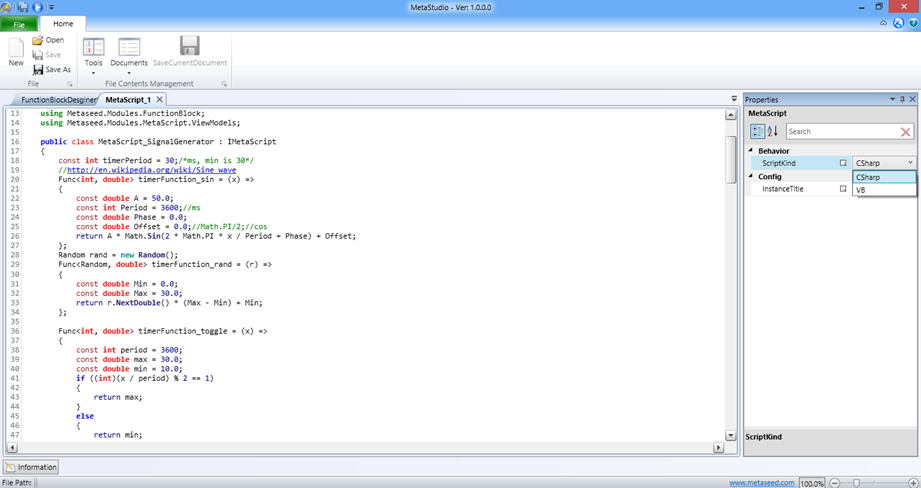 MetaStudio - Ver: 1.0.0.0
File
Home
New
Open
Save
Save As
File
Tools
Documents
SaveCurrentDocument
File Contents Management
FunctionBlockDesginer
MetaScript_1
13 using Metaseed.Modules.FunctionBlock;
14 using Metaseed.Modules.MetaScript.ViewModels;
15
16 public class MetaScript_SignalGenerator : IMetaScript
17 {
18 const int timerPeriod = 30;/*ms, min is 30*/
19 //http://en.wikipedia.org/wiki/Sine_wave
20 Func<int, double> timerFunction_sin = (x) =>
21 {
22 const double A = 50.0;
23 const int Period = 3600;//ms
24 const double Phase = 0.0;
25 const double Offset = 0.0;//Math.PI/2;//cos
26 return A * Math.Sin(2 * Math.PI * x / Period + Phase) + Offset;
27 };
28 Random rand = new Random();
29 Func<Random, double> timerFunction_rand = (r) =>
30 {
31 const double Min = 0.0;
32 const double Max = 30.0;
33 return r.NextDouble() * (Max - Min) + Min;
34 };
35
36 Func<int, double> timerFunction_toggle = (x) =>
37 {
38 const int period = 3600;
39 const double max = 30.0;
40 const double min = 10.0;
41 if ((int)(x / period) % 2 == 1)
42 {
43 return max;
44 }
45 else
46 {
47 return min;
Properties
MetaScript
Search
Behavior
ScriptKind CSharp
CSharp
VB
Config
InstanceTitle
ScriptKind
Information
File Path:
www.metaseed.com
100.0%